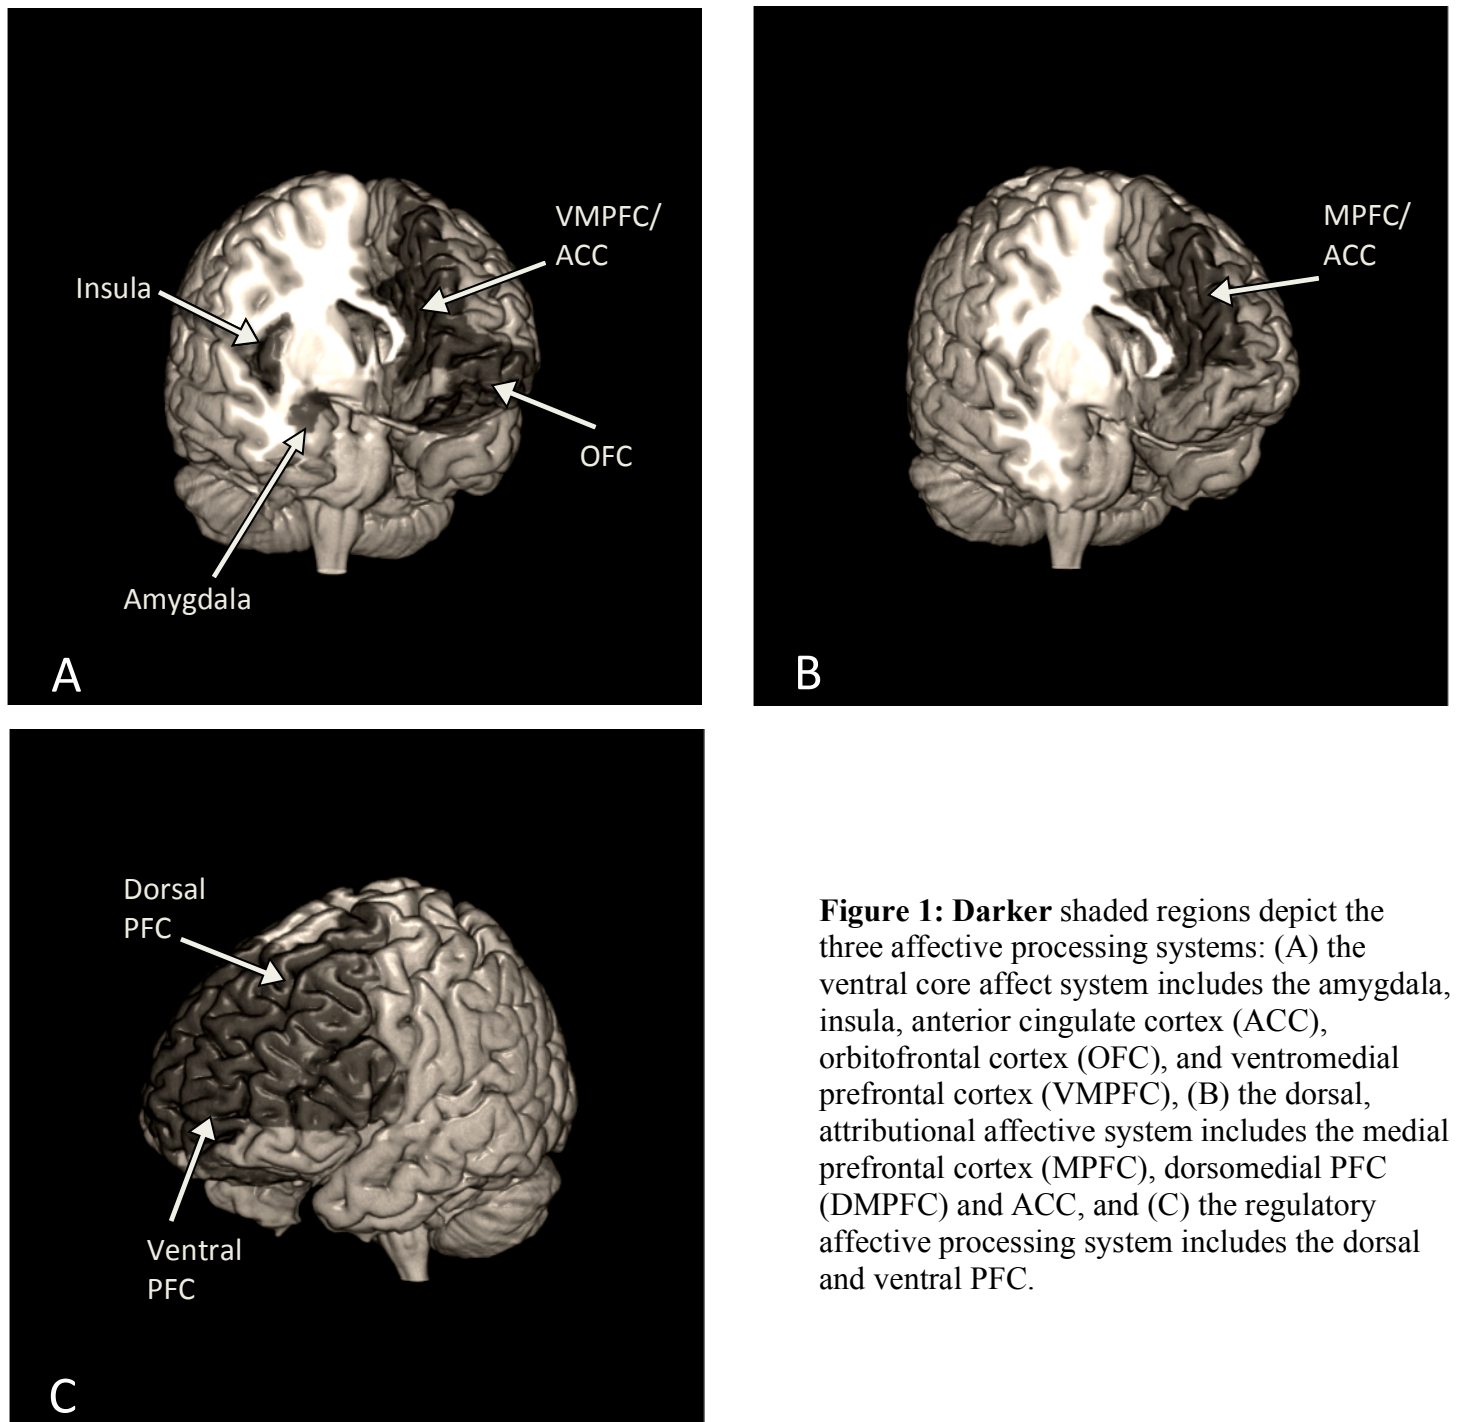 VMPFC/
ACC
Insula
OFC
Amygdala
A
MPFC/
ACC
B
Dorsal
PFC
Ventral
PFC
C
Figure 1: Darker shaded regions depict the
three affective processing systems: (A) the
ventral core affect system includes the amygdala,
insula, anterior cingulate cortex (ACC),
orbitofrontal cortex (OFC), and ventromedial
prefrontal cortex (VMPFC), (B) the dorsal,
attributional affective system includes the medial
prefrontal cortex (MPFC), dorsomedial PFC
(DMPFC) and ACC, and (C) the regulatory
affective processing system includes the dorsal
and ventral PFC.